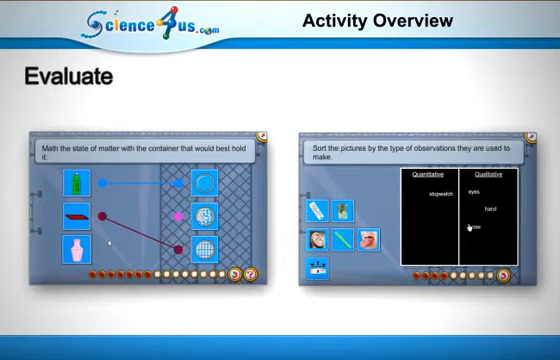 Science4us.com
Activity Overview
Evaluate
Math the state of matter with the container that would best hold
it.
Sort the pictures by the type of observations they are used to
make.
Quantitative Qualitative
stopwatch
eyes
hand